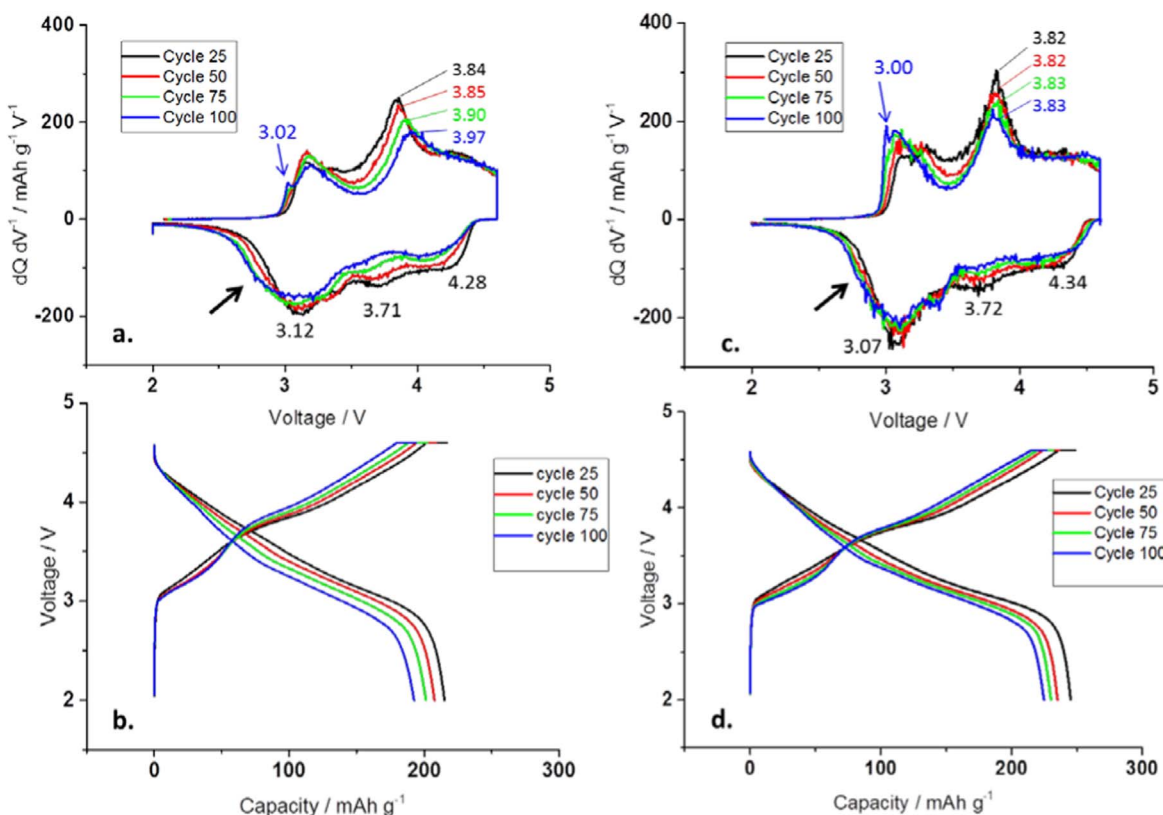 400
200
0
-200
dQ dV⁻¹ / mAh g⁻¹ V⁻¹
Cycle 25
Cycle 50
Cycle 75
Cycle 100
3.02
3.84
3.85
3.90
3.97
4.28
3.71
3.12
a.
2
3
4
5
Voltage / V
400
200
0
-200
dQ dV⁻¹ / mAh g⁻¹ V⁻¹
Cycle 25
Cycle 50
Cycle 75
Cycle 100
3.00
3.82
3.82
3.83
3.83
4.34
3.72
3.07
c.
2
3
4
5
Voltage / V
5
4
3
2
Voltage / V
cycle 25
cycle 50
cycle 75
cycle 100
b.
0
100
200
300
Capacity / mAh g⁻¹
5
4
3
2
Voltage / V
Cycle 25
Cycle 50
Cycle 75
Cycle 100
d.
0
100
200
300
Capacity / mAh g⁻¹